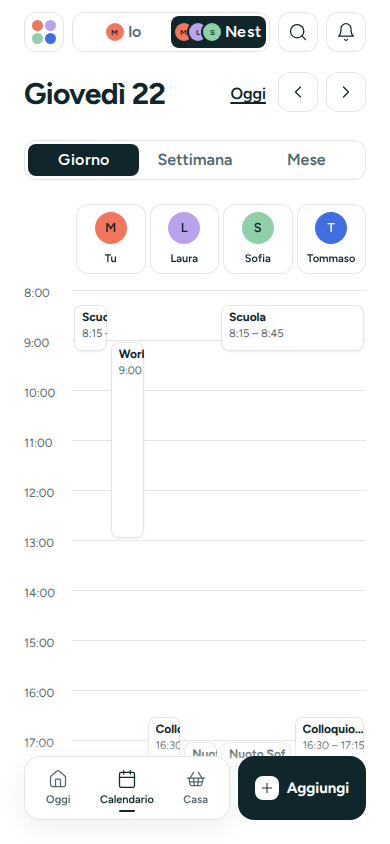 M Io M L S Nest
Giovedì 22
Oggi
Giorno Settimana Mese
M L S T
Tu Laura Sofia Tommaso
8:00
Scuo Scuola
8:15 - 8:15 – 8:45
9:00
Worl
9:00
10:00
11:00
12:00
13:00
14:00
15:00
16:00
Collo Colloquio...
16:30 16:30 – 17:15
17:00
Nuot Nuoto Sof
Oggi Calendario Casa
Aggiungi